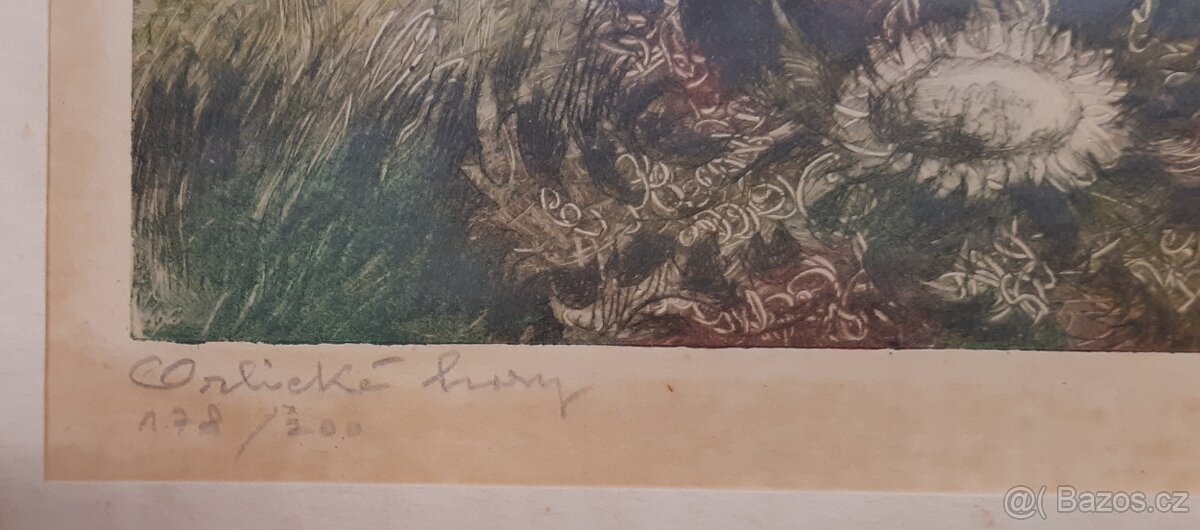 Orlické hory
178/300
@( Bazos.cz